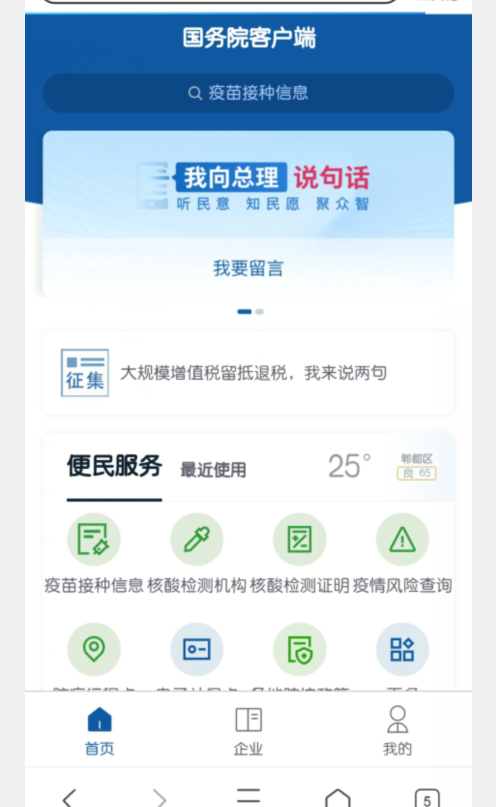 国务院客户端
疫苗接种信息
我向总理 说句话
听民意 知民愿 聚众智
我要留言
征集 大规模增值税留抵退税，我来说两句
便民服务 最近使用 25° 郫都区
良 65
疫苗接种信息 核酸检测机构 核酸检测证明 疫情风险查询
首页 企业 我的
5